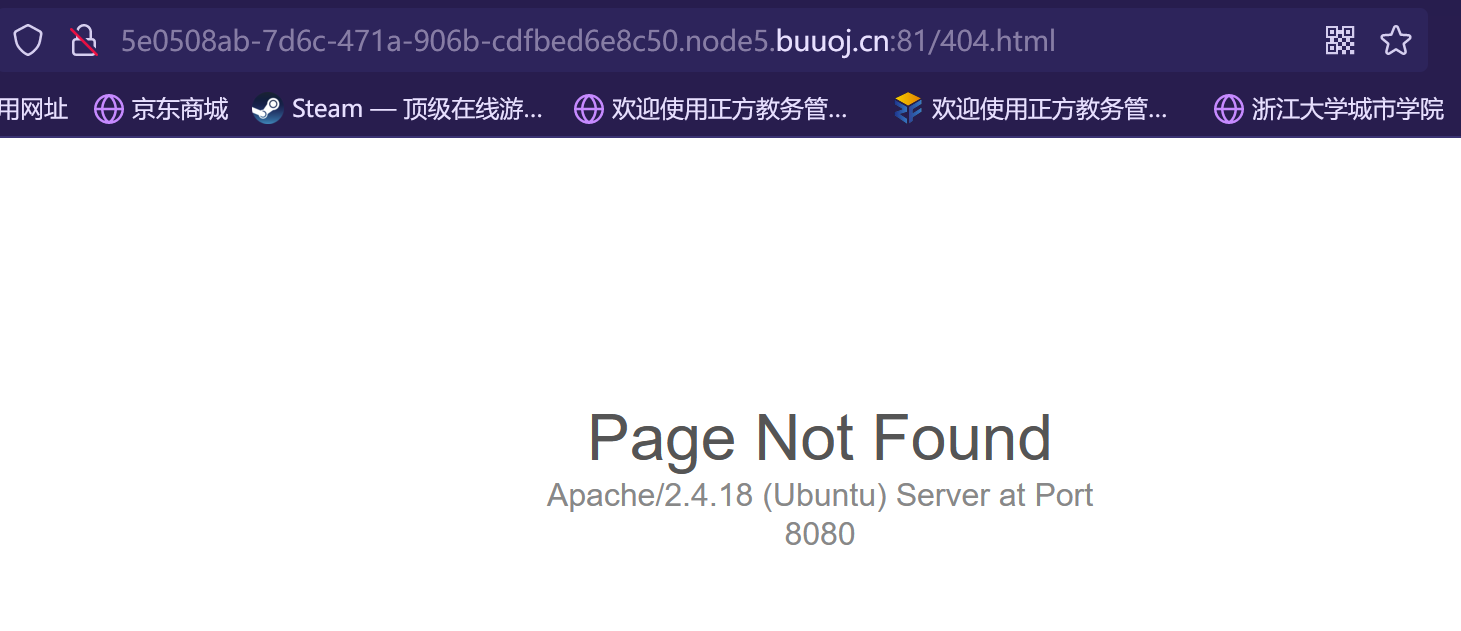 5e0508ab-7d6c-471a-906b-cdfbed6e8c50.node5.buuoj.cn:81/404.html
用网址 京东商城 Steam — 顶级在线游... 欢迎使用正方教务管... 欢迎使用正方教务管... 浙江大学城市学院
Page Not Found
Apache/2.4.18 (Ubuntu) Server at Port
8080